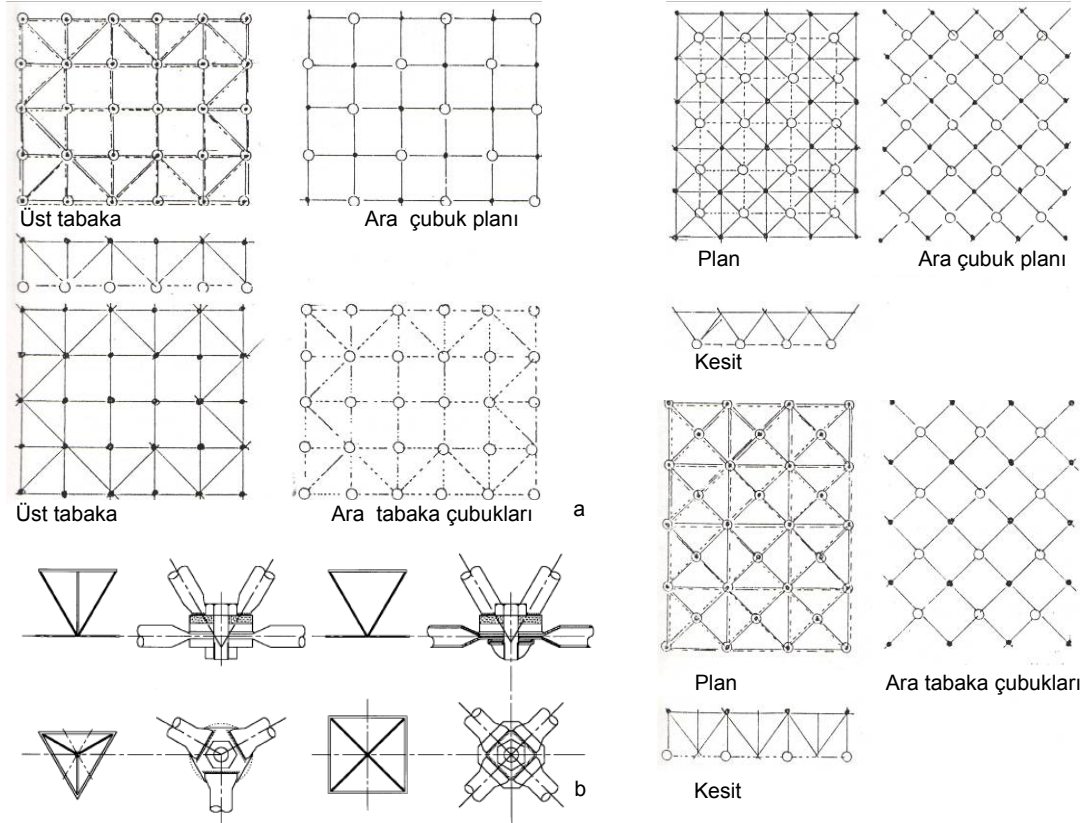 Üst tabaka
Ara çubuk planı
Üst tabaka
Ara tabaka çubukları
a
b
Plan
Ara çubuk planı
Kesit
Plan
Ara tabaka çubukları
Kesit